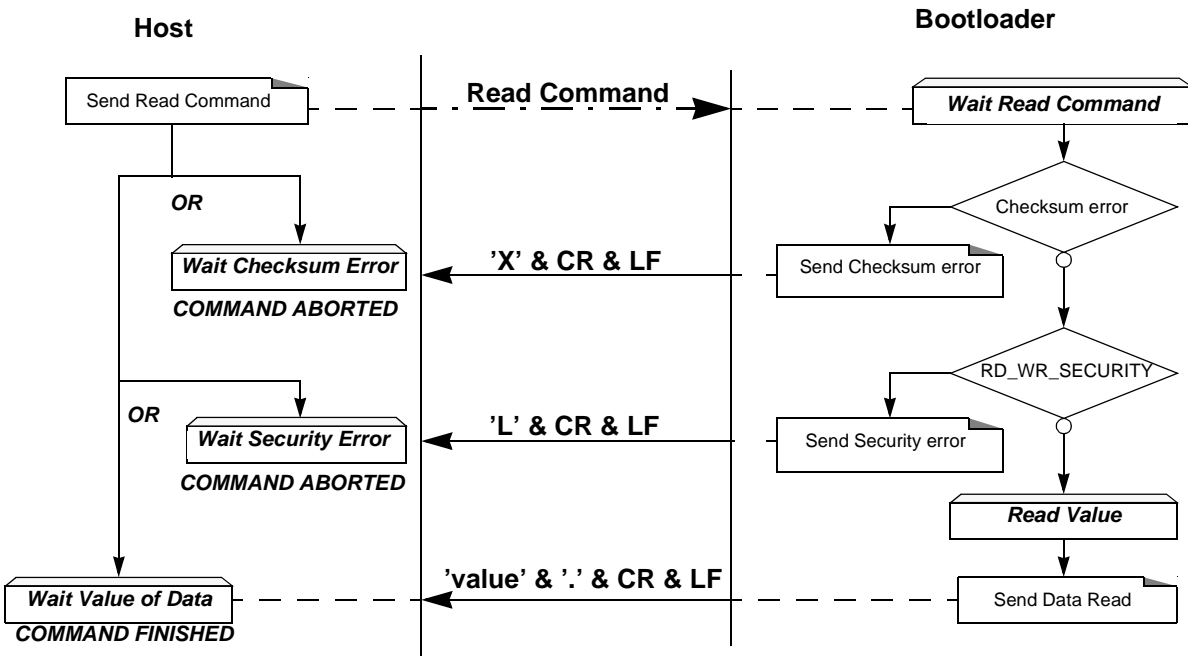 Host
Bootloader
Send Read Command
Read Command
Wait Read Command
OR
Checksum error
Wait Checksum Error
’X’ & CR & LF
Send Checksum error
COMMAND ABORTED
RD_WR_SECURITY
OR
Wait Security Error
’L’ & CR & LF
Send Security error
COMMAND ABORTED
Read Value
’value’ & ’.’ & CR & LF
Wait Value of Data
Send Data Read
COMMAND FINISHED